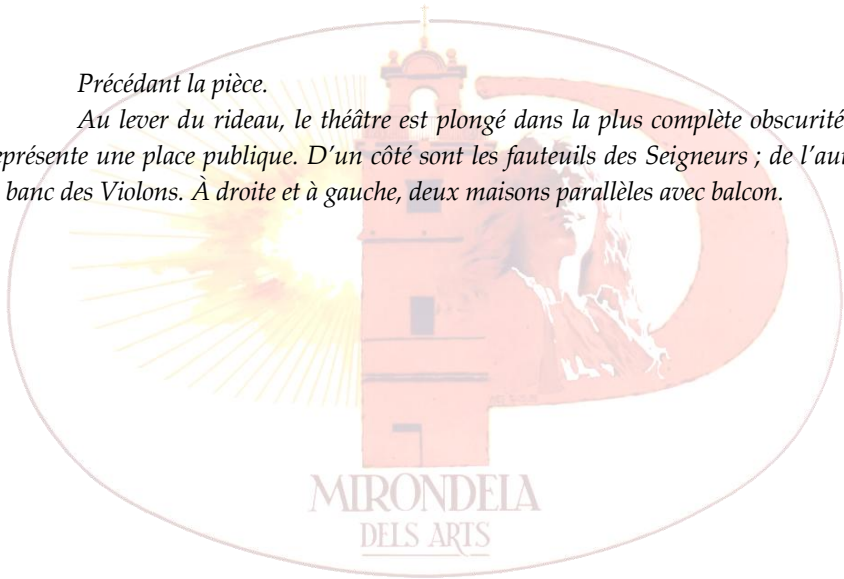 Précédant la pièce.
Au lever du rideau, le théâtre est plongé dans la plus complète obscurité
eprésente une place publique. D’un côté sont les fauteuils des Seigneurs ; de l’au
banc des Violons. À droite et à gauche, deux maisons parallèles avec balcon.
MIRONDELA
DELS ARTS